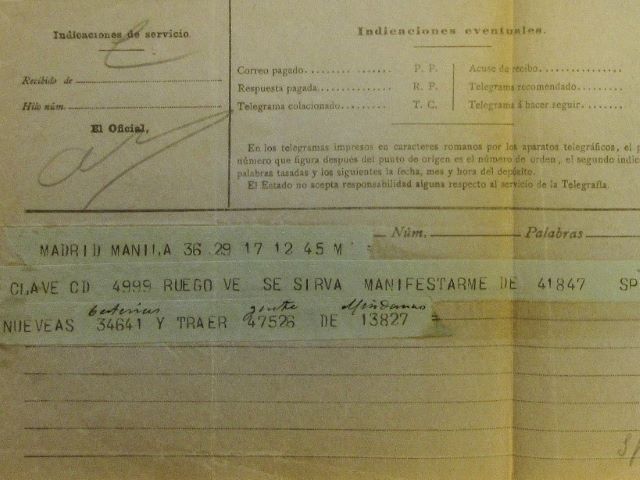 Indicaciones de servicio
Recibido de
Hilo núm.
El Oficial,
Indicaciones eventuales.
Correo pagado. P. P.
Respuesta pagada. R. P.
Telegrama colacionado. T. C.
Acuse de recibo.
Telegrama recomendado.
Telegrama á hacer seguir.
En los telegramas impresos en caracteres romanos por los aparatos telegráficos, el p
número que figura después del punto de origen es el número de orden, el segundo indic
palabras tasadas y los siguientes la fecha, mes y hora del depósito.
El Estado no acepta responsabilidad alguna respecto al servicio de la Telegrafía.
Núm. Palabras
MADRID MANILA 36 29 17 12 45 M =
CLAVE CD 4999 RUEGO VE SE SIRVA MANIFESTARME DE 41847 SP
baterias gente Mindanao
NUEVEAS 34641 Y TRAER 47526 DE 13827 =